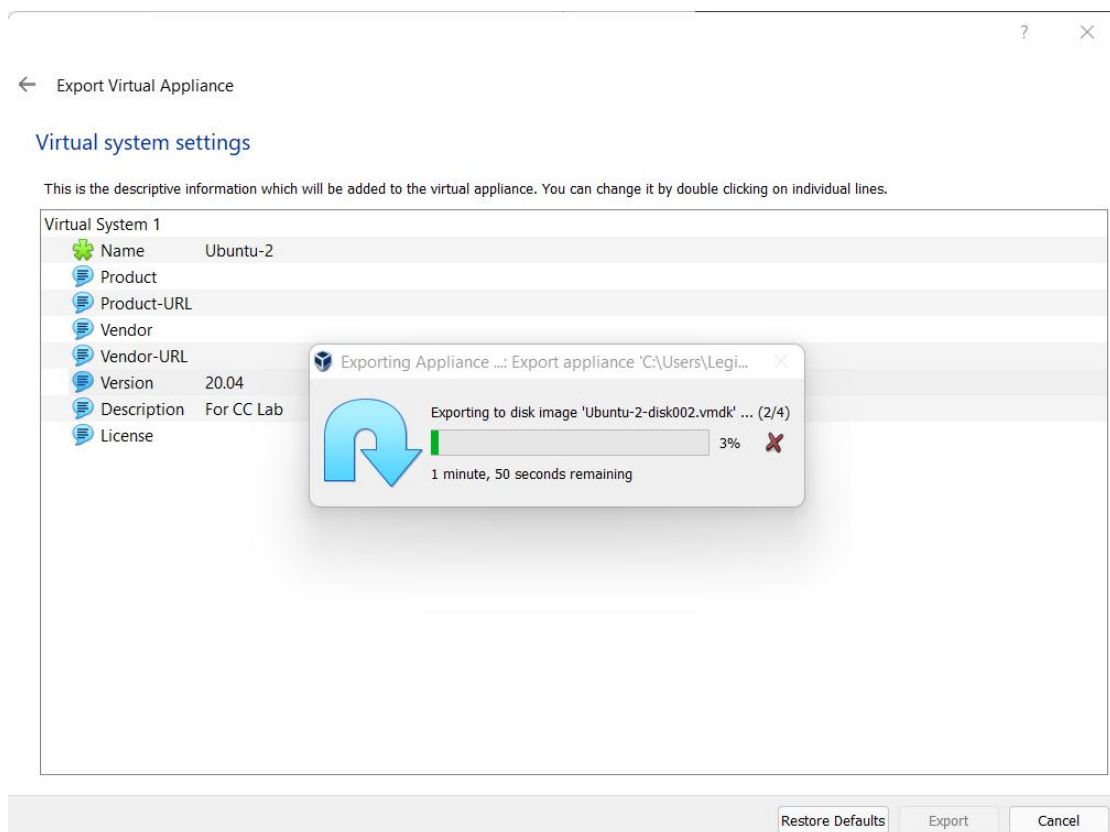 ?
Export Virtual Appliance
Virtual system settings
This is the descriptive information which will be added to the virtual appliance. You can change it by double clicking on individual lines.
Virtual System 1
Name Ubuntu-2
Product
Product-URL
Vendor
Vendor-URL
Version 20.04
Description For CC Lab
License
Exporting Appliance ...: Export appliance 'C:\Users\Legi...
Exporting to disk image 'Ubuntu-2-disk002.vmdk' ... (2/4)
3%
1 minute, 50 seconds remaining
Restore Defaults Export Cancel